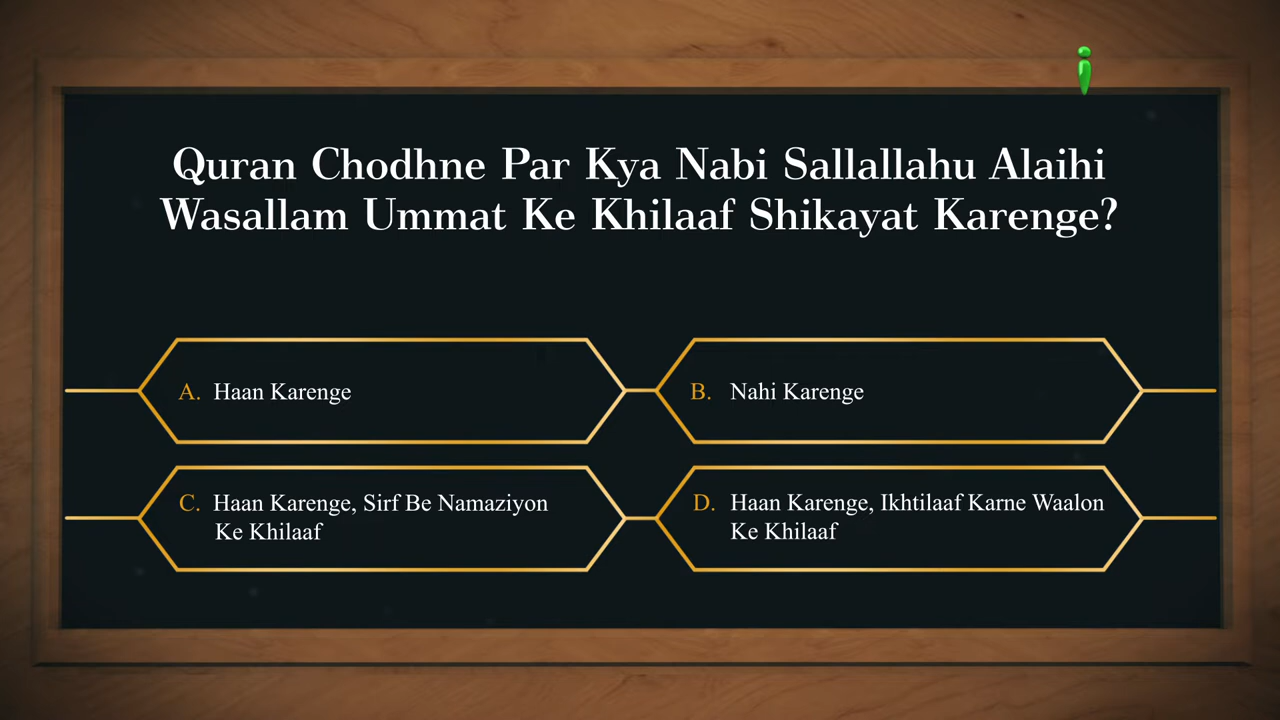 Quran Chodhne Par Kya Nabi Sallallahu Alaihi
Wasallam Ummat Ke Khilaaf Shikayat Karenge?
A. Haan Karenge
B. Nahi Karenge
C. Haan Karenge, Sirf Be Namaziyon
Ke Khilaaf
D. Haan Karenge, Ikhtilaaf Karne Waalon
Ke Khilaaf